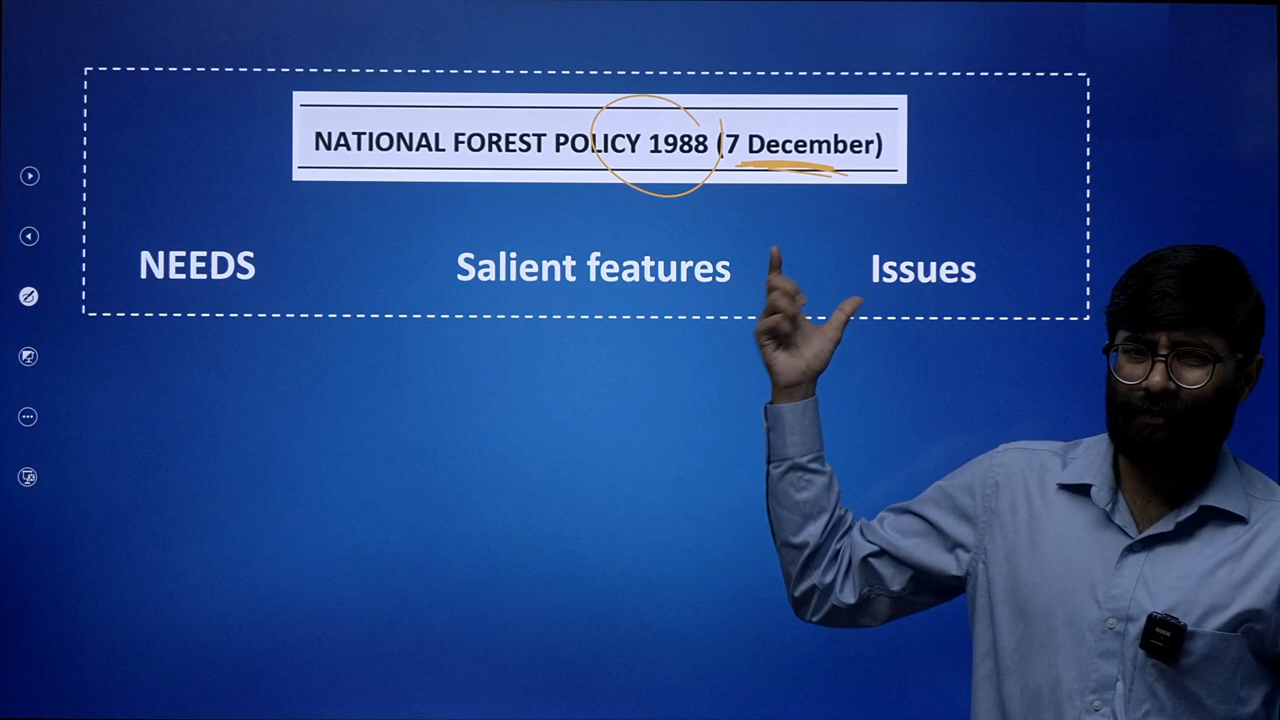 NATIONAL FOREST POLICY 1988 (7 December)
NEEDS Salient features Issues